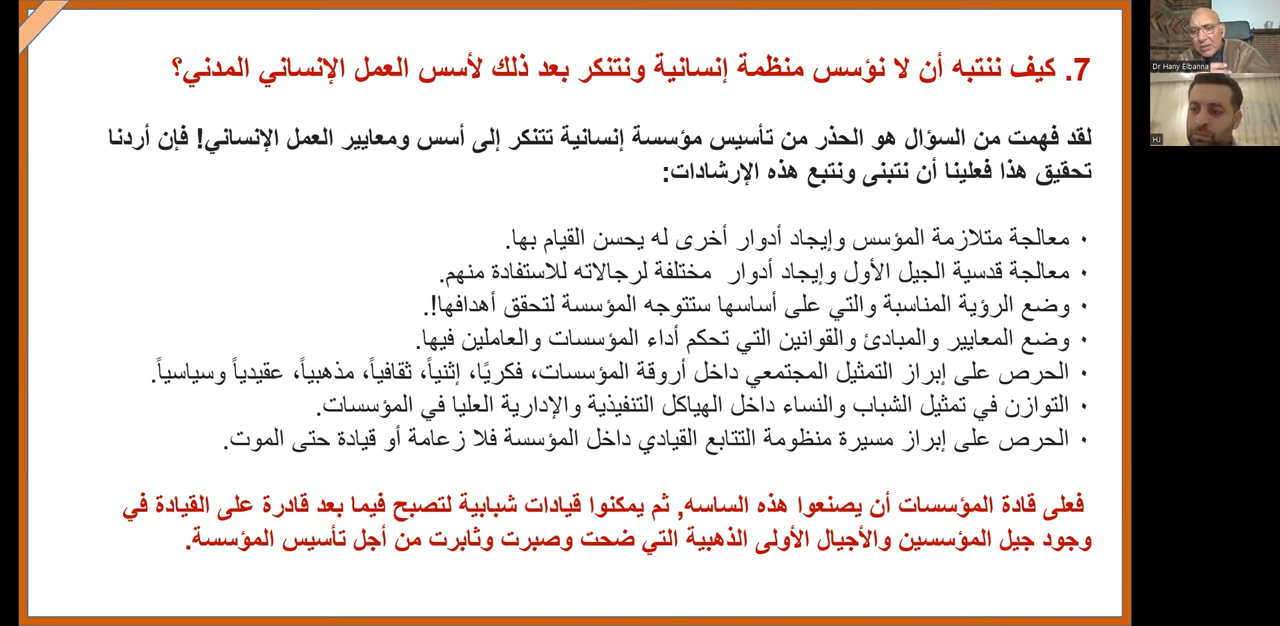 7. كيف ننتبه أن لا نؤسس منظمة إنسانية ونتنكر بعد ذلك لأسس العمل الإنساني المدني؟
لقد فهمت من السؤال هو الحذر من تأسيس مؤسسة إنسانية تتنكر إلى أسس ومعايير العمل الإنساني! فإن أردنا
تحقيق هذا فعلينا أن نتبنى ونتبع هذه الإرشادات:
· معالجة متلازمة المؤسس وإيجاد أدوار أخرى له يحسن القيام بها.
· معالجة قدسية الجيل الأول وإيجاد أدوار مختلفة لرجالاته للاستفادة منهم.
· وضع الرؤية المناسبة والتي على أساسها ستتوجه المؤسسة لتحقق أهدافها!.
· وضع المعايير والمبادئ والقوانين التي تحكم أداء المؤسسات والعاملين فيها.
· الحرص على إبراز التمثيل المجتمعي داخل أروقة المؤسسات، فكريًا، إثنياً، ثقافياً، مذهبياً، عقيدياً وسياسياً.
· التوازن في تمثيل الشباب والنساء داخل الهياكل التنفيذية والإدارية العليا في المؤسسات.
· الحرص على إبراز مسيرة منظومة التتابع القيادي داخل المؤسسة فلا زعامة أو قيادة حتى الموت.
فعلى قادة المؤسسات أن يصنعوا هذه الساسه, ثم يمكنوا قيادات شبابية لتصبح فيما بعد قادرة على القيادة في
وجود جيل المؤسسين والأجيال الأولى الذهبية التي ضحت وصبرت وثابرت من أجل تأسيس المؤسسة.
Dr Hany Elbanna
HJ